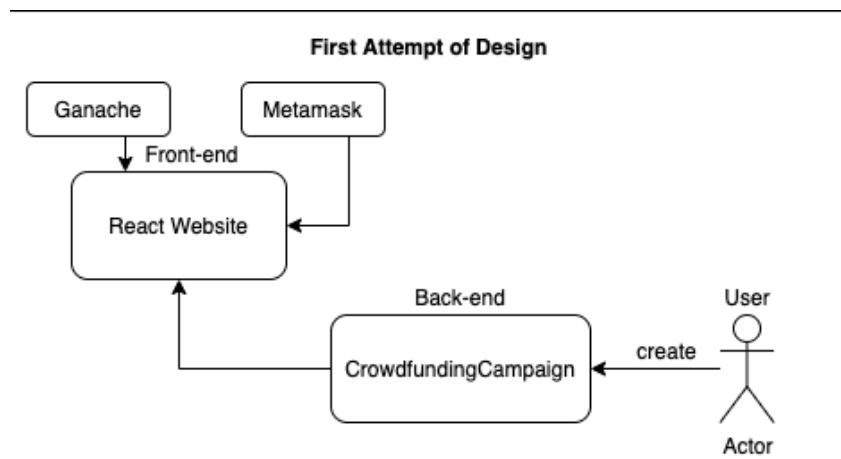 First Attempt of Design
Ganache
Metamask
Front-end
React Website
Back-end
User
CrowdfundingCampaign
create
Actor